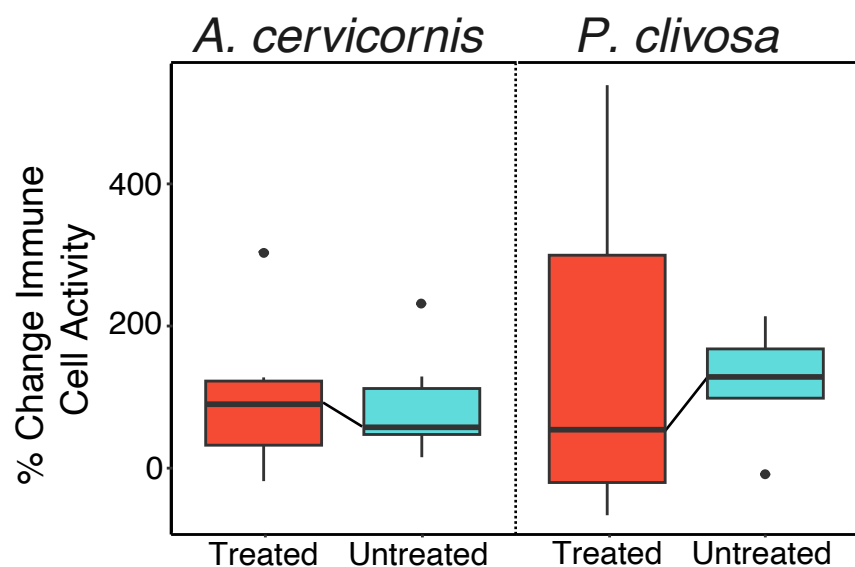 A. cervicornis
P. clivosa
% Change Immune
Cell Activity
400
200
0
Treated
Untreated
Treated
Untreated